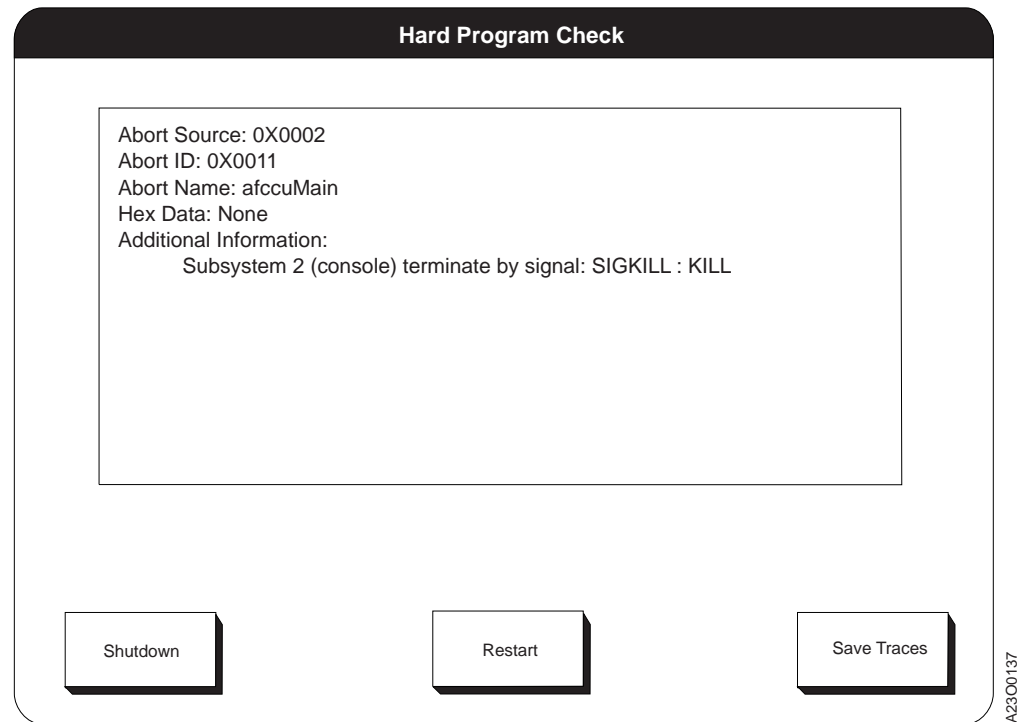 Hard Program Check
Abort Source: 0X0002
Abort ID: 0X0011
Abort Name: afccuMain
Hex Data: None
Additional Information:
Subsystem 2 (console) terminate by signal: SIGKILL : KILL
Shutdown
Restart
Save Traces
A23O0137